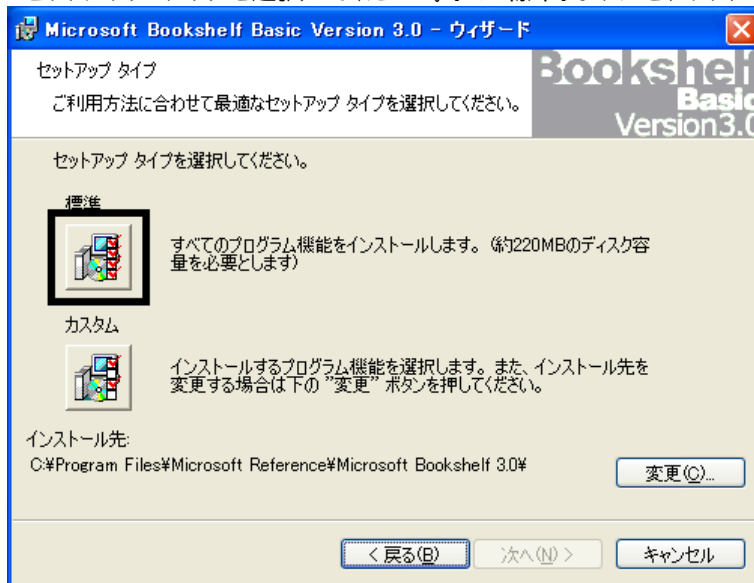 Microsoft Bookshelf Basic Version 3.0 - ウィザード
セットアップ タイプ
ご利用方法に合わせて最適なセットアップ タイプを選択してください。
Bookshelf
Basic
Version3.0
セットアップ タイプを選択してください。
標準
すべてのプログラム機能をインストールします。(約220MBのディスク容
量を必要とします)
カスタム
インストールするプログラム機能を選択します。また、インストール先を
変更する場合は下の ”変更” ボタンを押してください。
インストール先:
C:¥Program Files¥Microsoft Reference¥Microsoft Bookshelf 3.0¥
変更(C)...
< 戻る(B)
次へ(N) >
キャンセル